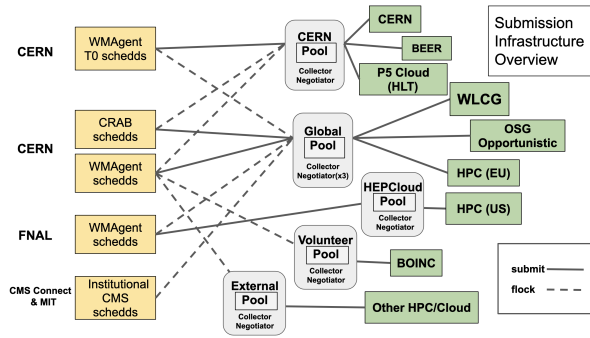 Submission
Infrastructure
Overview
CERN
WMAgent
T0 schedds
CERN
Pool
Collector
Negotiator
CERN
BEER
P5 Cloud
(HLT)
CERN
CRAB
schedds
WMAgent
schedds
Global
Pool
Collector
Negotiator(x3)
WLCG
OSG
Opportunistic
HPC (EU)
FNAL
WMAgent
schedds
HEPCloud
Pool
Collector
Negotiator
HPC (US)
Volunteer
Pool
Collector
Negotiator
BOINC
CMS Connect
& MIT
Institutional
CMS
schedds
External
Pool
Collector
Negotiator
Other HPC/Cloud
submit
flock